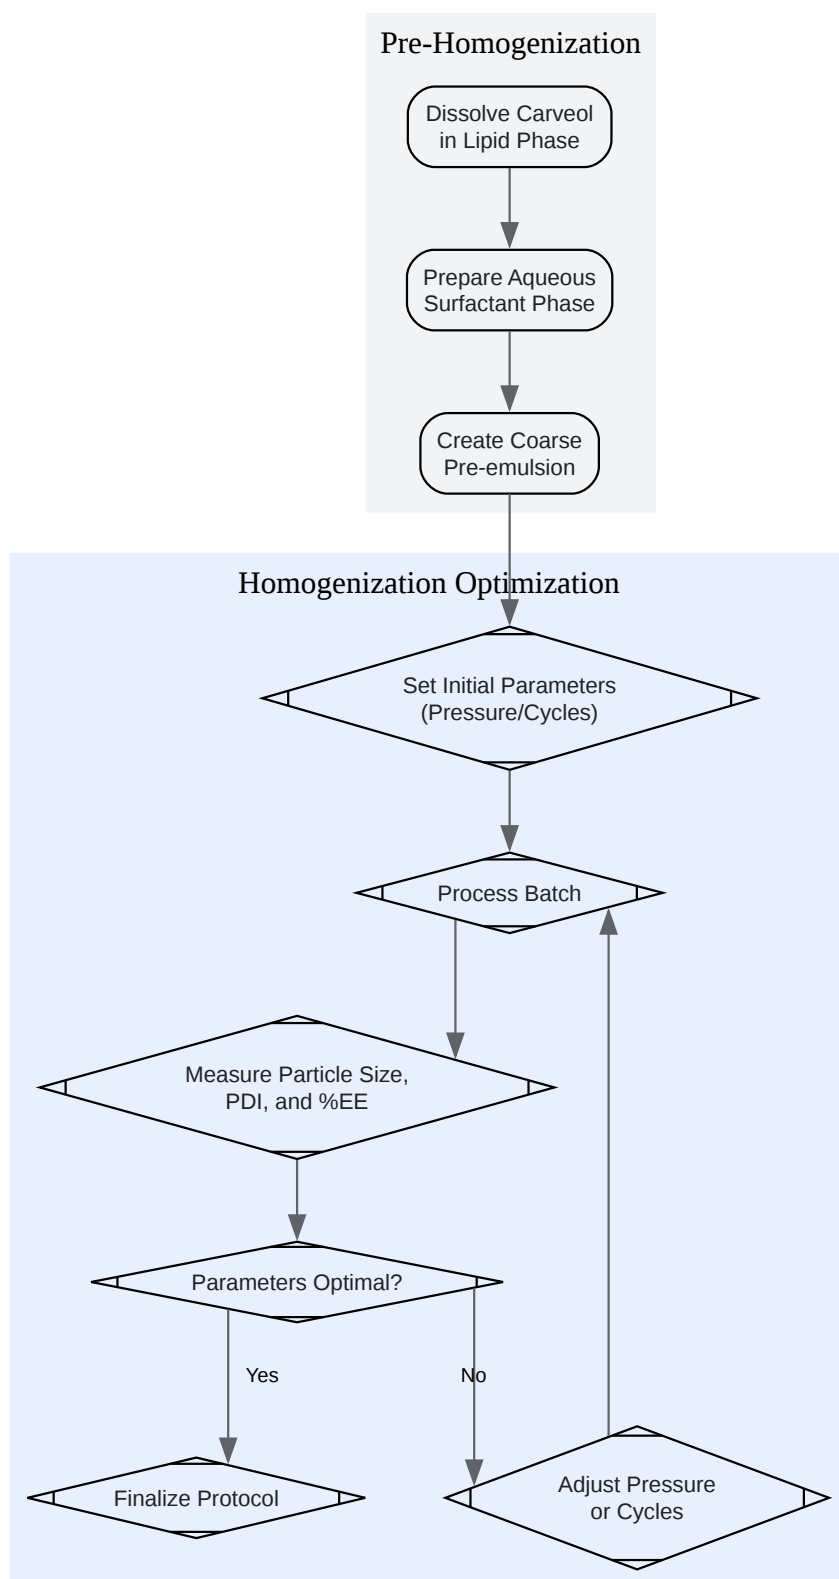 Pre-Homogenization
Dissolve Carveol
in Lipid Phase
Prepare Aqueous
Surfactant Phase
Create Coarse
Pre-emulsion
Homogenization Optimization
Set Initial Parameters
(Pressure/Cycles)
Process Batch
Measure Particle Size,
PDI, and %EE
Parameters Optimal?
Yes
No
Finalize Protocol
Adjust Pressure
or Cycles